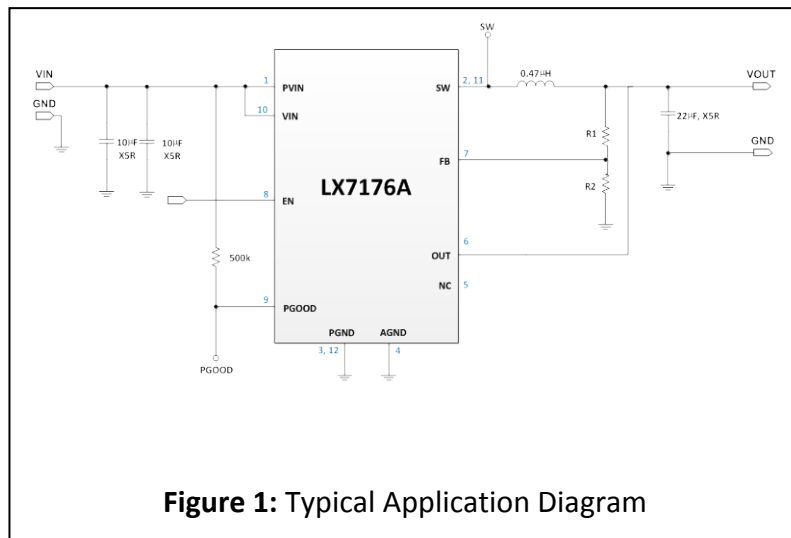 SW
VIN
0.47µH
VOUT
1
PVIN
SW
2, 11
GND
10
VIN
10µF
X5R
10µF
X5R
R1
22µF, X5R
FB
7
GND
8
EN
LX7176A
R2
6
OUT
500k
NC
5
9
PGOOD
PGND
AGND
3, 12
4
PGOOD
Figure 1: Typical Application Diagram